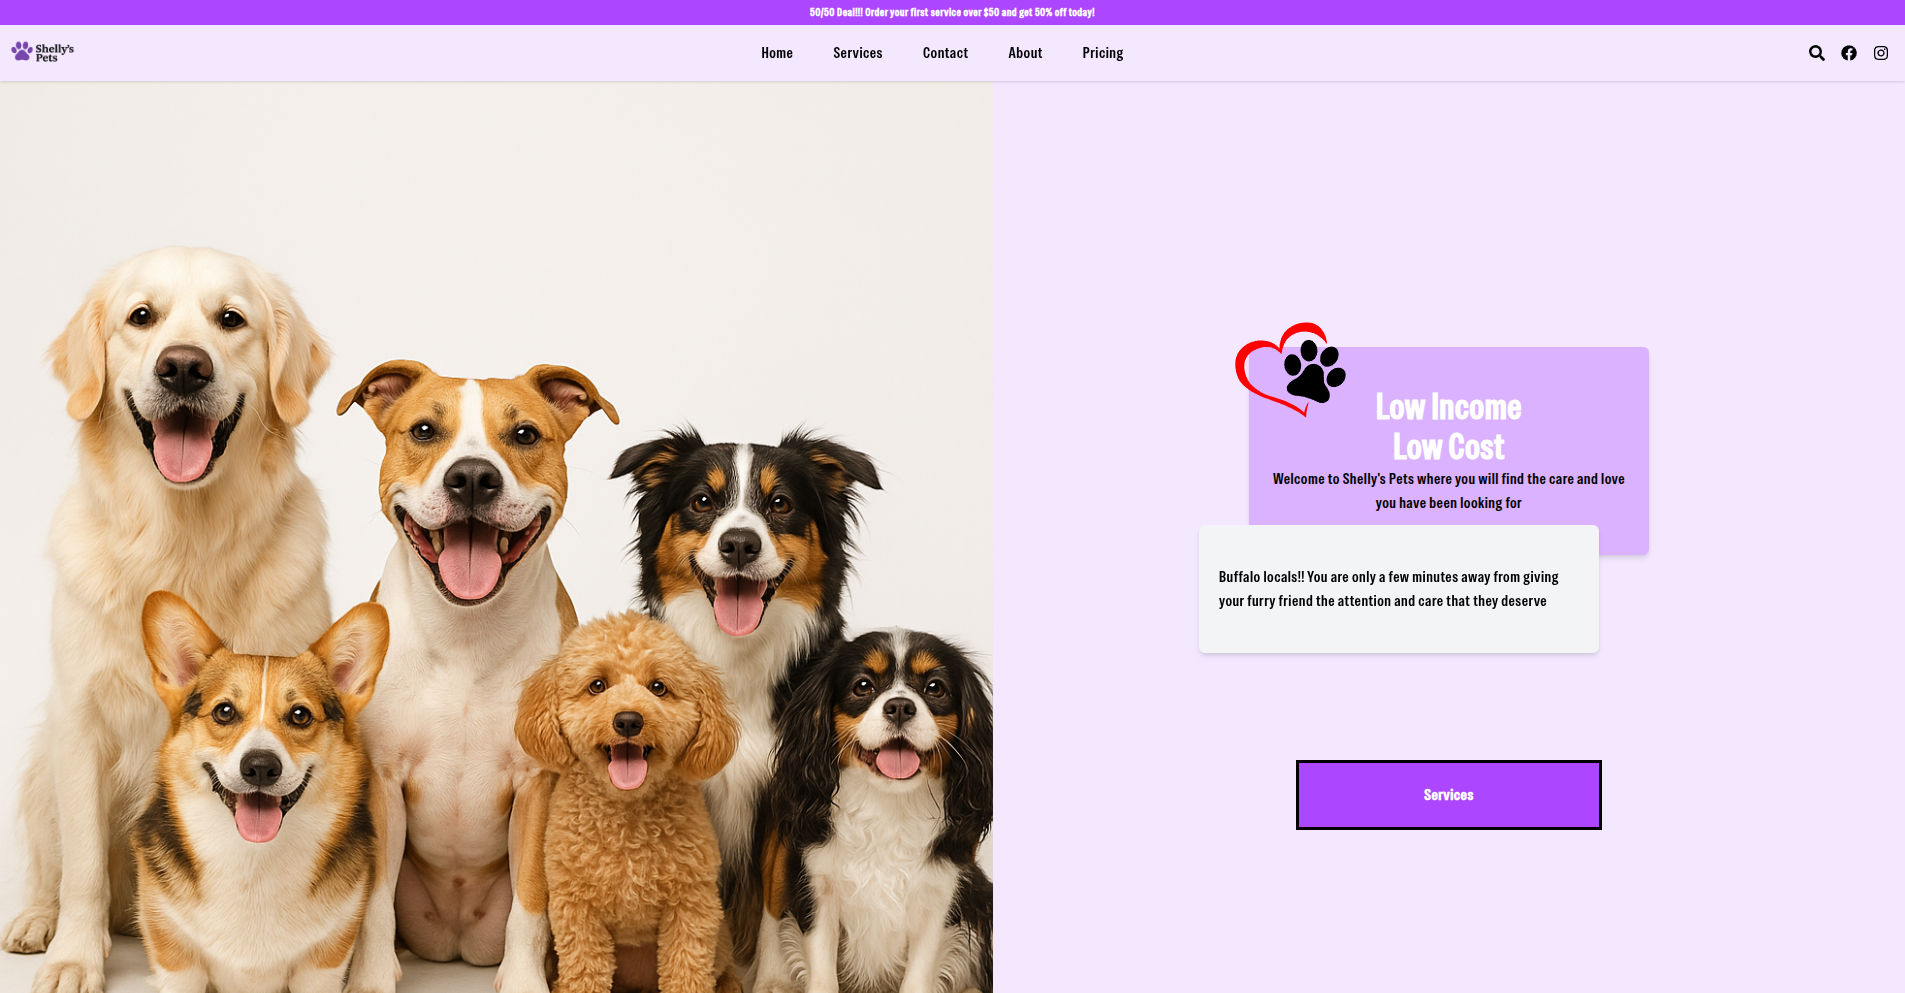 50/50 Deal!!! Order your first service over $50 and get 50% off today!
Shelly's
Pets
Home Services Contact About Pricing
Low Income
Low Cost
Welcome to Shelly's Pets where you will find the care and love
you have been looking for
Buffalo locals!! You are only a few minutes away from giving
your furry friend the attention and care that they deserve
Services